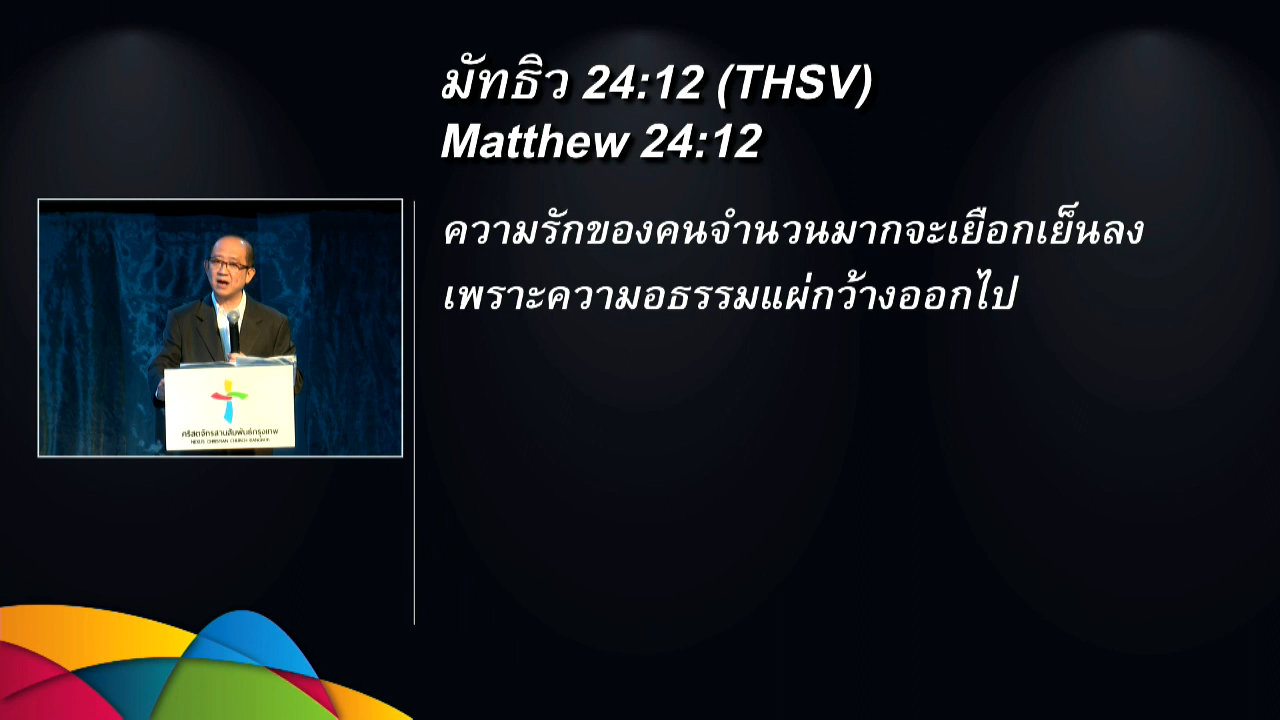 มัทธิว 24:12 (THSV)
Matthew 24:12
ความรักของคนจำนวนมากจะเยือกเย็นลง
เพราะความอธรรมแผ่กว้างออกไป
คริสตจักรสานสัมพันธ์กรุงเทพ
NEXUS CHRISTIAN CHURCH BANGKOK